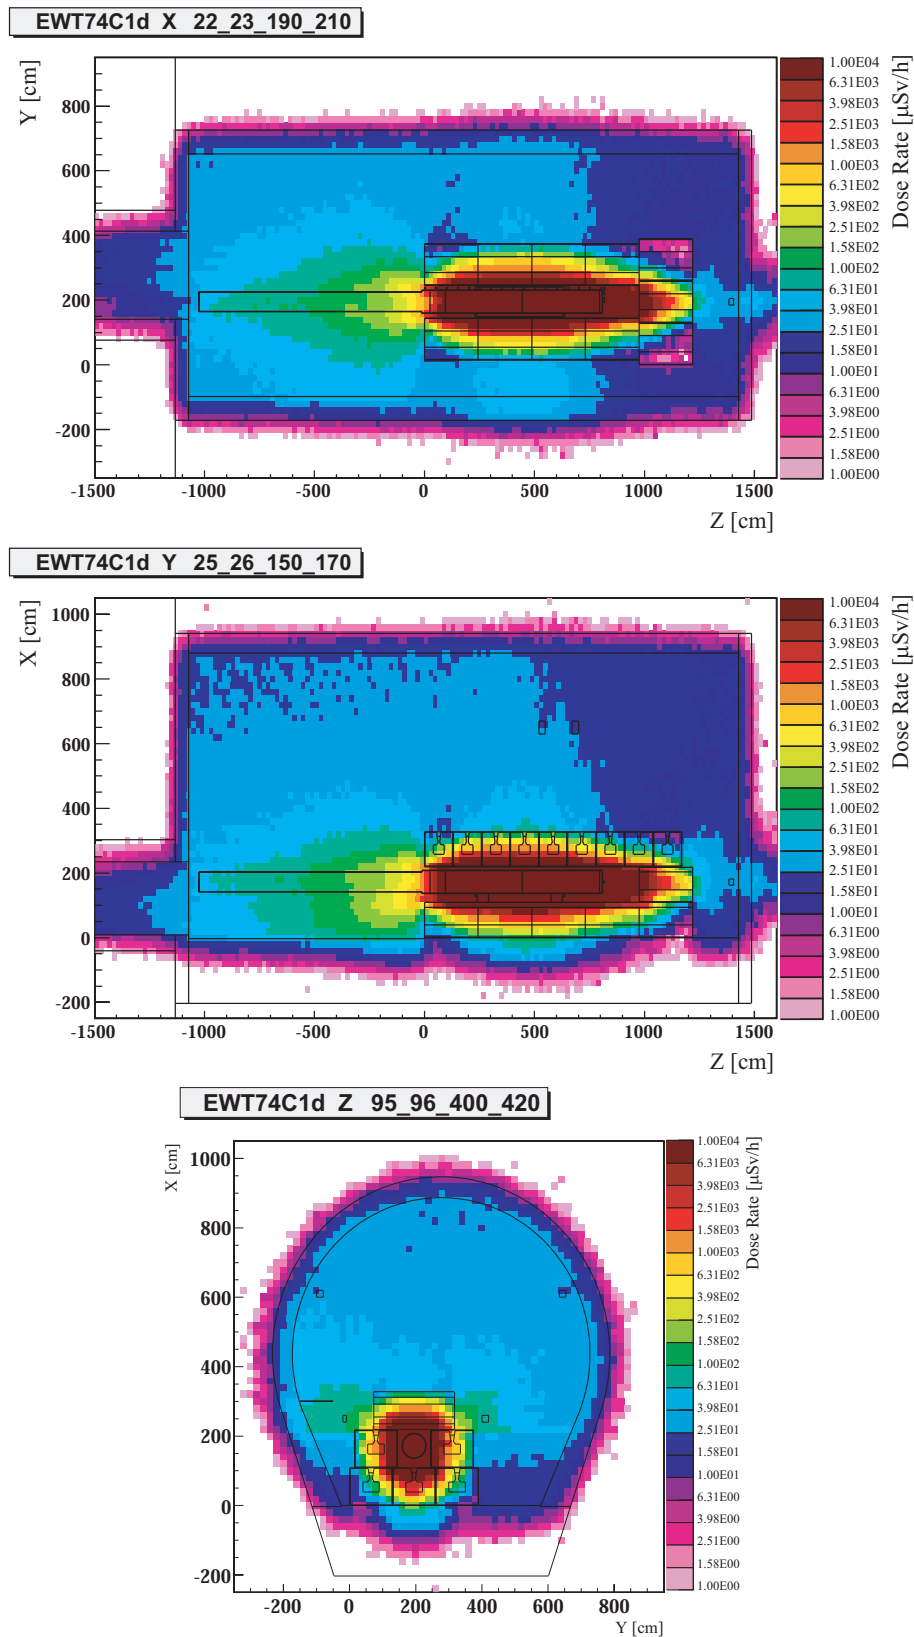 EWT74C1d X 22_23_190_210
Y [cm]
800
600
400
200
0
-200
-1500
-1000
-500
0
500
1000
1500
Z [cm]
1.00E04
6.31E03
3.98E03
2.51E03
1.58E03
1.00E03
6.31E02
3.98E02
2.51E02
1.58E02
1.00E02
6.31E01
3.98E01
2.51E01
1.58E01
1.00E01
6.31E00
3.98E00
2.51E00
1.58E00
1.00E00
Dose Rate [µSv/h]
EWT74C1d Y 25_26_150_170
X [cm]
1000
800
600
400
200
0
-200
-1500
-1000
-500
0
500
1000
1500
Z [cm]
1.00E04
6.31E03
3.98E03
2.51E03
1.58E03
1.00E03
6.31E02
3.98E02
2.51E02
1.58E02
1.00E02
6.31E01
3.98E01
2.51E01
1.58E01
1.00E01
6.31E00
3.98E00
2.51E00
1.58E00
1.00E00
Dose Rate [µSv/h]
EWT74C1d Z 95_96_400_420
X [cm]
1000
800
600
400
200
0
-200
-200
0
200
400
600
800
Y [cm]
1.00E04
6.31E03
3.98E03
2.51E03
1.58E03
1.00E03
6.31E02
3.98E02
2.51E02
1.58E02
1.00E02
6.31E01
3.98E01
2.51E01
1.58E01
1.00E01
6.31E00
3.98E00
2.51E00
1.58E00
1.00E00
Dose Rate [µSv/h]